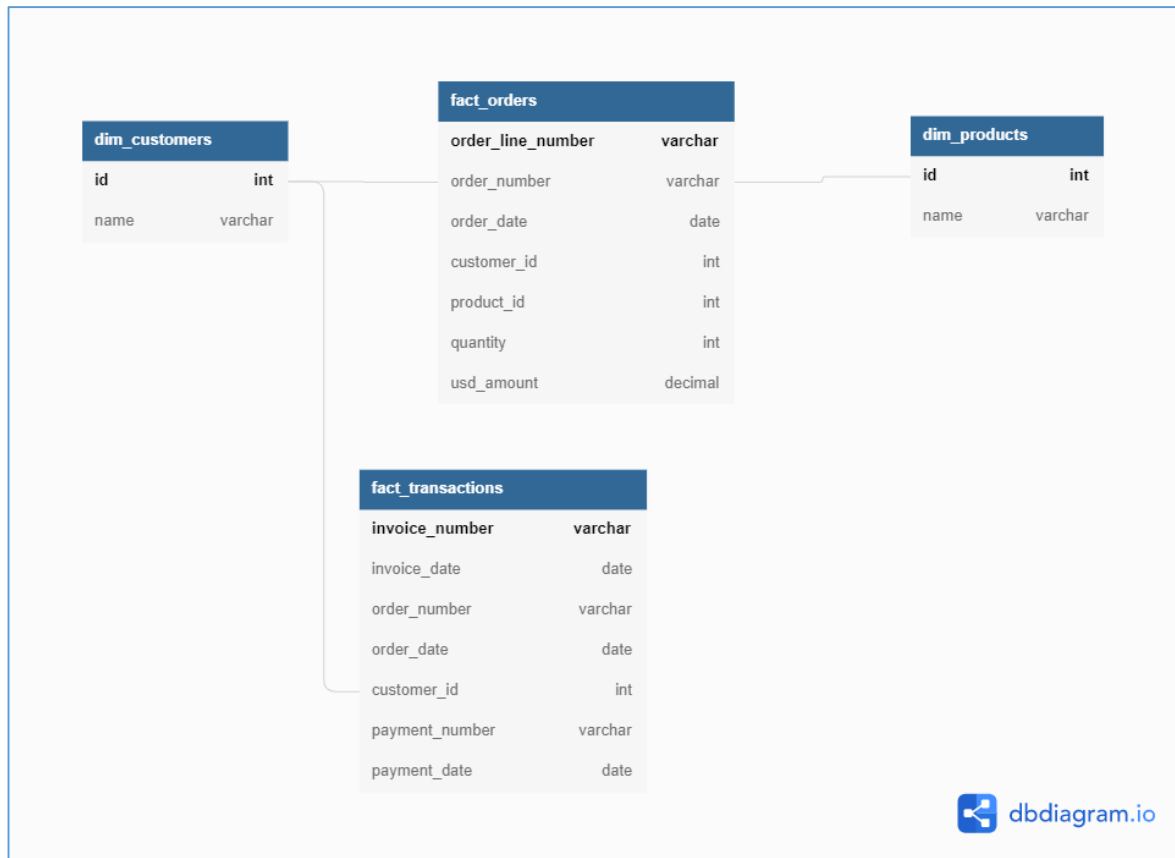 dim_customers
id int
name varchar
fact_orders
order_line_number varchar
order_number varchar
order_date date
customer_id int
product_id int
quantity int
usd_amount decimal
dim_products
id int
name varchar
fact_transactions
invoice_number varchar
invoice_date date
order_number varchar
order_date date
customer_id int
payment_number varchar
payment_date date
dbdiagram.io